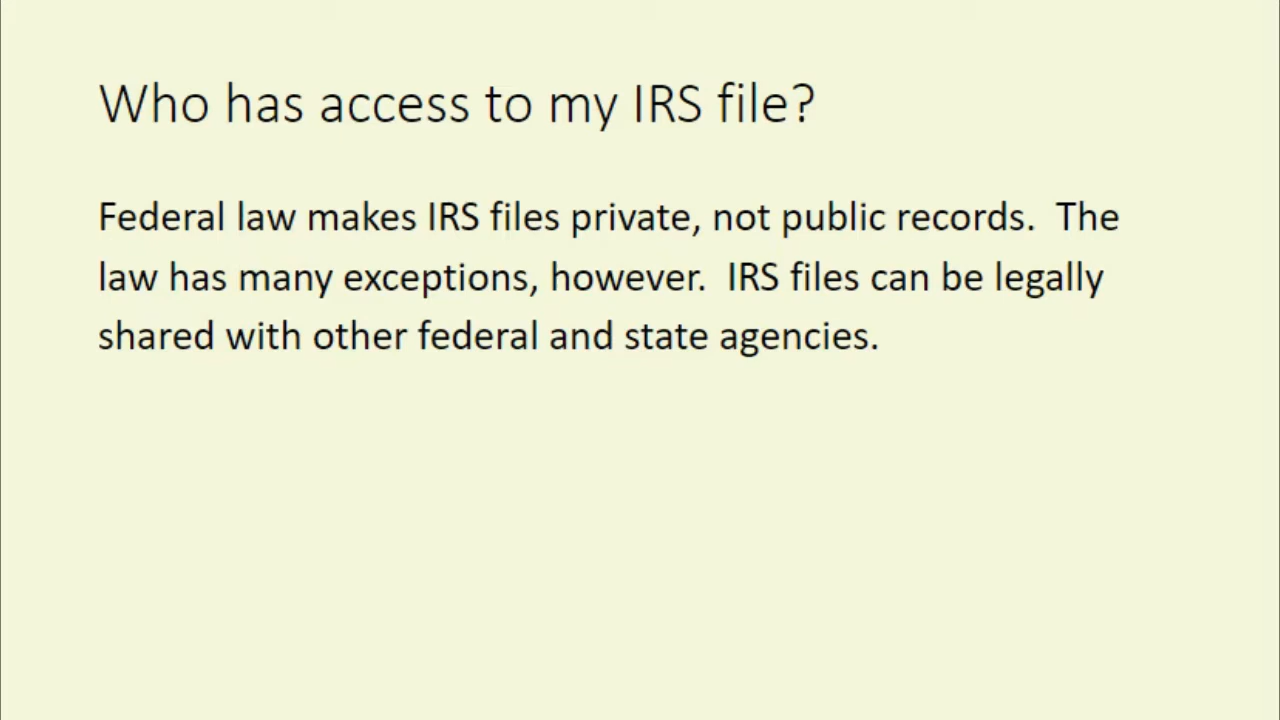 Who has access to my IRS file?
Federal law makes IRS files private, not public records.  The
law has many exceptions, however.  IRS files can be legally
shared with other federal and state agencies.